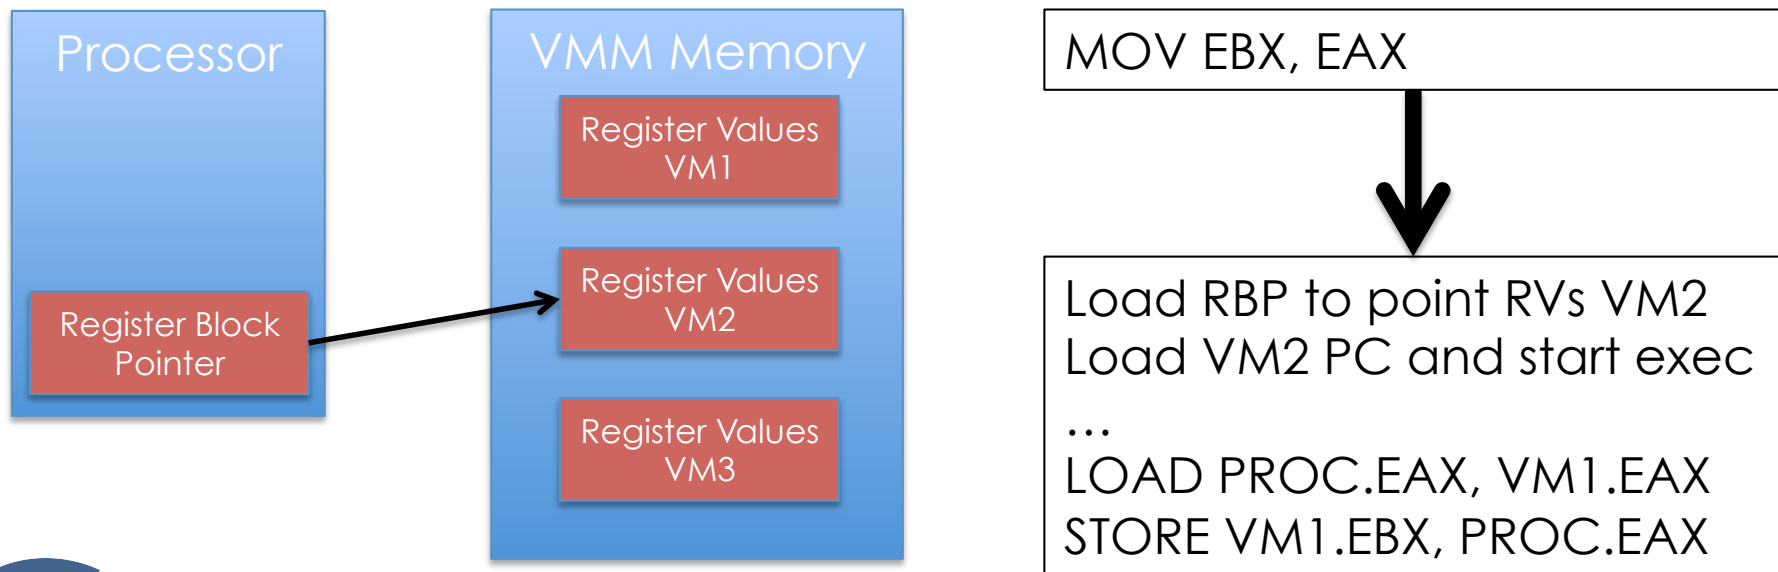 Processor
Register Block
Pointer
VMM Memory
Register Values
VM1
Register Values
VM2
Register Values
VM3
MOV EBX, EAX
Load RBP to point RVs VM2
Load VM2 PC and start exec
…
LOAD PROC.EAX, VM1.EAX
STORE VM1.EBX, PROC.EAX